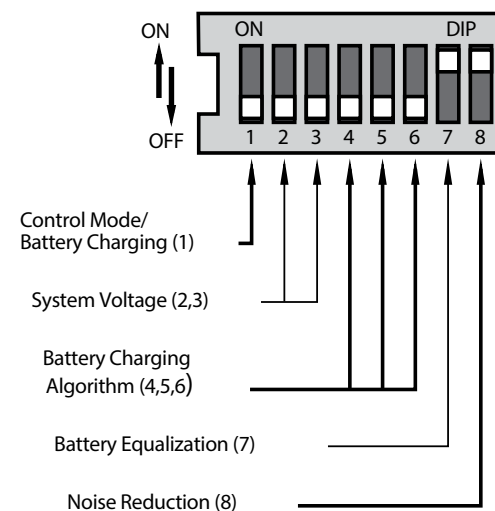 ON
ON DIP
OFF
1 2 3 4 5 6 7 8
Control Mode/
Battery Charging (1)
System Voltage (2,3)
Battery Charging
Algorithm (4,5,6)
Battery Equalization (7)
Noise Reduction (8)